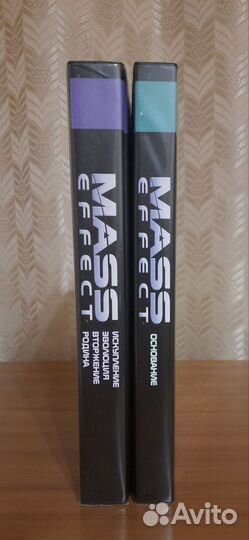 MASS
EFFECT
ИСКУПЛЕНИЕ
ЭВОЛЮЦИЯ
ВТОРЖЕНИЕ
РОДИНА
MASS
EFFECT
ОСНОВАНИЕ
Avito